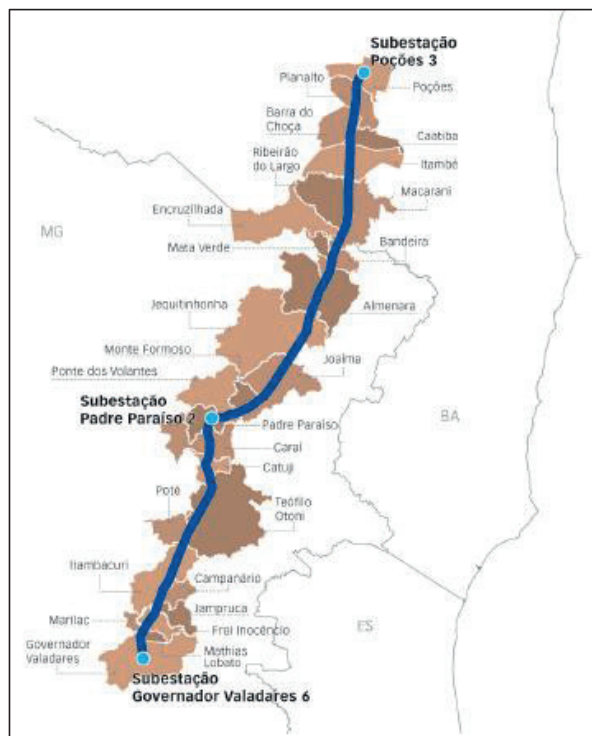 Subestação
Poções 3
Planalto
Poções
Barra do
Choça
Caatiba
Ribeirão
do Largo
Itambé
Macarani
Encruzilhada
MG
Mata Verde
Bandeira
Jequitinhonha
Almenara
Monte Formoso
Joaíma
Ponte dos Volantes
Subestação
Padre Paraíso 2
Padre Paraíso
BA
Caraí
Catuji
Poté
Teófilo
Otoni
Itambacuri
Campanário
Jampruca
Marilac
Frei Inocêncio
ES
Governador
Valadares
Mathias
Lobato
Subestação
Governador Valadares 6